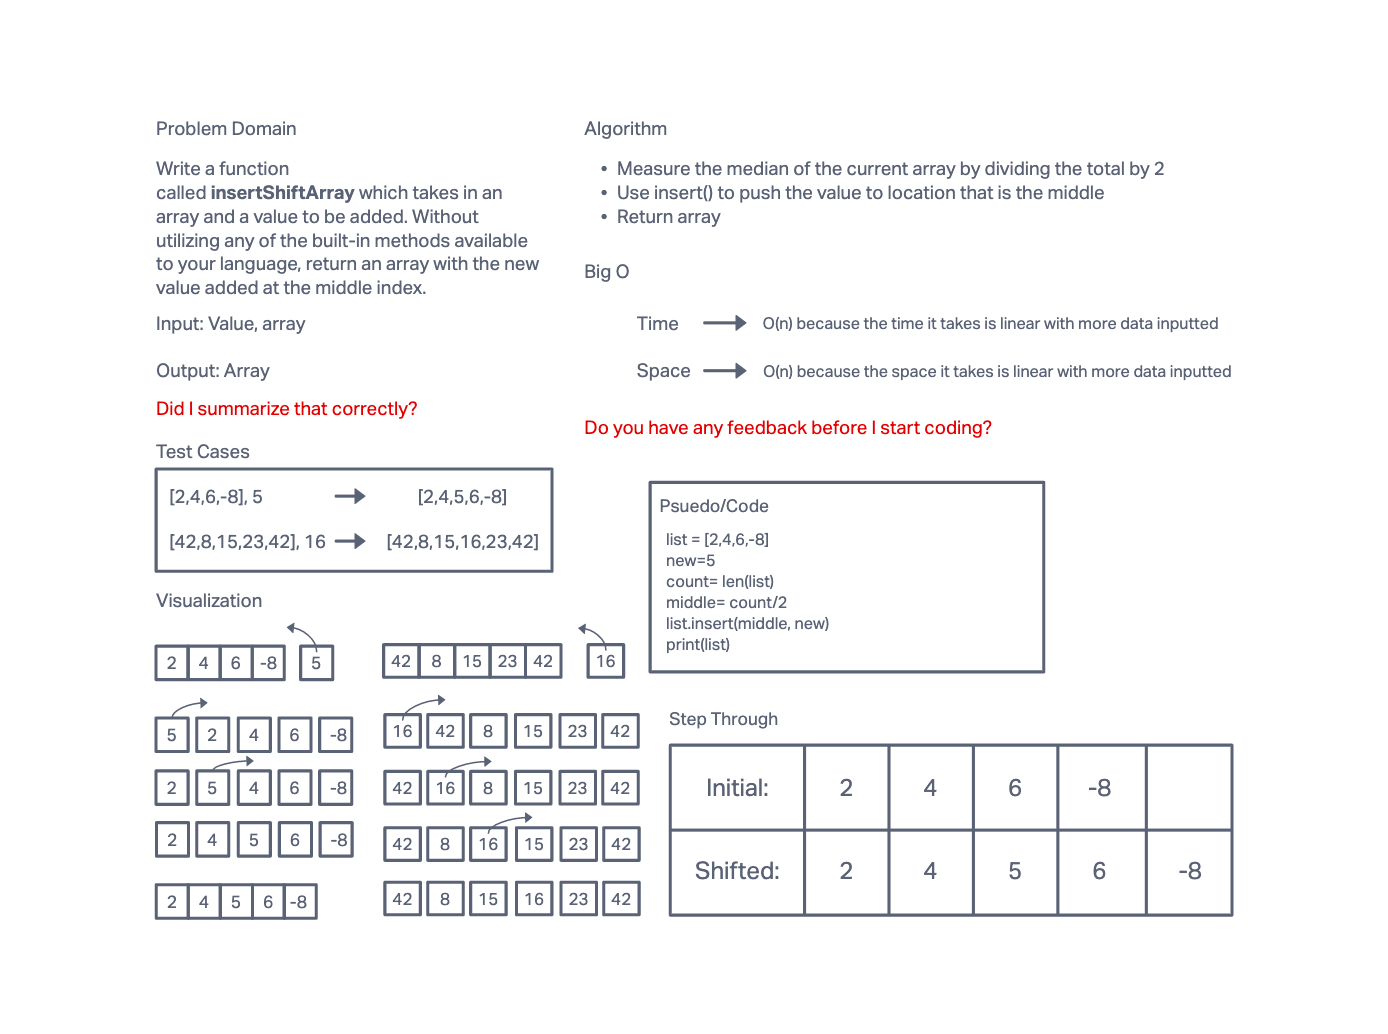 Problem Domain
Write a function
called insertShiftArray which takes in an
array and a value to be added. Without
utilizing any of the built-in methods available
to your language, return an array with the new
value added at the middle index.
Input: Value, array
Output: Array
Did I summarize that correctly?
Test Cases
[2,4,6,-8], 5 [2,4,5,6,-8]
[42,8,15,23,42], 16 [42,8,15,16,23,42]
Visualization
2 4 6 -8 5
5 2 4 6 -8
2 5 4 6 -8
2 4 5 6 -8
2 4 5 6 -8
42 8 15 23 42 16
16 42 8 15 23 42
42 16 8 15 23 42
42 8 16 15 23 42
42 8 15 16 23 42
Algorithm
• Measure the median of the current array by dividing the total by 2
• Use insert() to push the value to location that is the middle
• Return array
Big O
Time O(n) because the time it takes is linear with more data inputted
Space O(n) because the space it takes is linear with more data inputted
Do you have any feedback before I start coding?
Psuedo/Code
list = [2,4,6,-8]
new=5
count= len(list)
middle= count/2
list.insert(middle, new)
print(list)
Step Through
Initial: 2 4 6 -8
Shifted: 2 4 5 6 -8